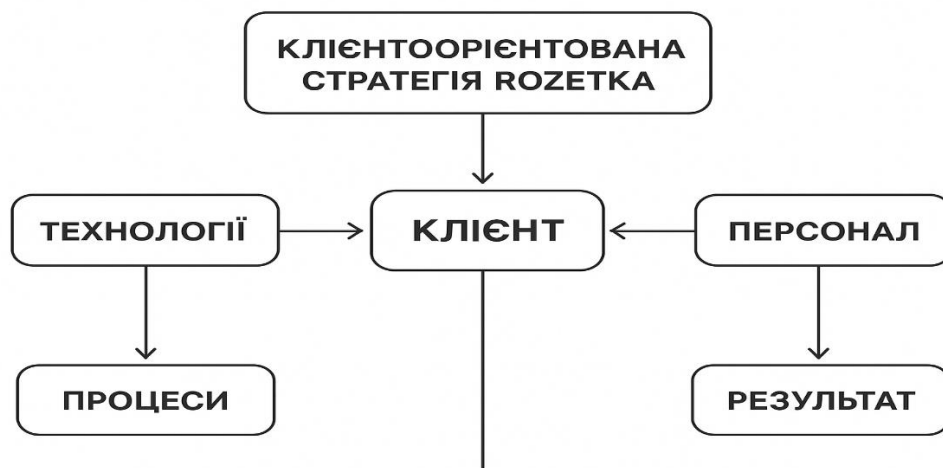 КЛІЄНТООРІЄНТОВАНА
СТРАТЕГІЯ ROZETKA
ТЕХНОЛОГІЇ
КЛІЄНТ
ПЕРСОНАЛ
ПРОЦЕСИ
РЕЗУЛЬТАТ